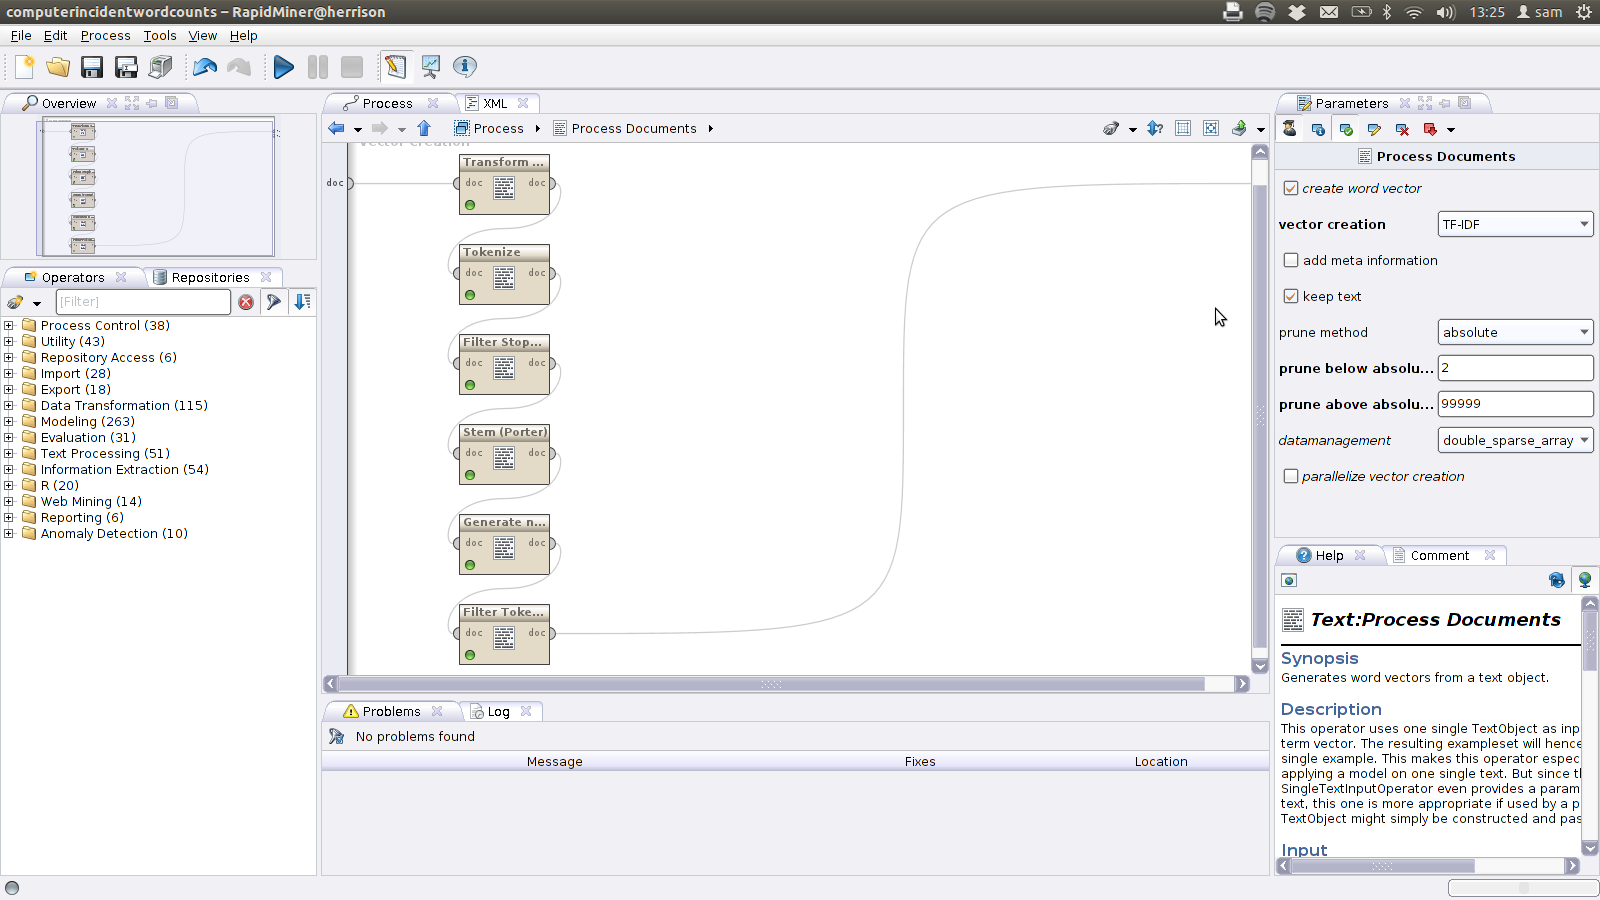 computerincidentwordcounts – RapidMiner@herrison
13:25 sam
File Edit Process Tools View Help
Overview
Process
XML
Parameters
Process
Process Documents
Vector Creation
Transform ...
doc
doc doc
Tokenize
doc doc
Filter Stop...
doc doc
Stem (Porter)
doc doc
Generate n...
doc doc
Filter Toke...
doc doc
Operators
Repositories
[Filter]
Process Control (38)
Utility (43)
Repository Access (6)
Import (28)
Export (18)
Data Transformation (115)
Modeling (263)
Evaluation (31)
Text Processing (51)
Information Extraction (54)
R (20)
Web Mining (14)
Reporting (6)
Anomaly Detection (10)
Problems
Log
No problems found
Message Fixes Location
Process Documents
create word vector
vector creation TF-IDF
add meta information
keep text
prune method absolute
prune below absolu... 2
prune above absolu... 99999
datamanagement double_sparse_array
parallelize vector creation
Help
Comment
Text:Process Documents
Synopsis
Generates word vectors from a text object.
Description
This operator uses one single TextObject as inp
term vector. The resulting exampleset will hence
single example. This makes this operator espec
applying a model on one single text. But since t
SingleTextInputOperator even provides a param
text, this one is more appropriate if used by a p
TextObject might simply be constructed and pas
Input